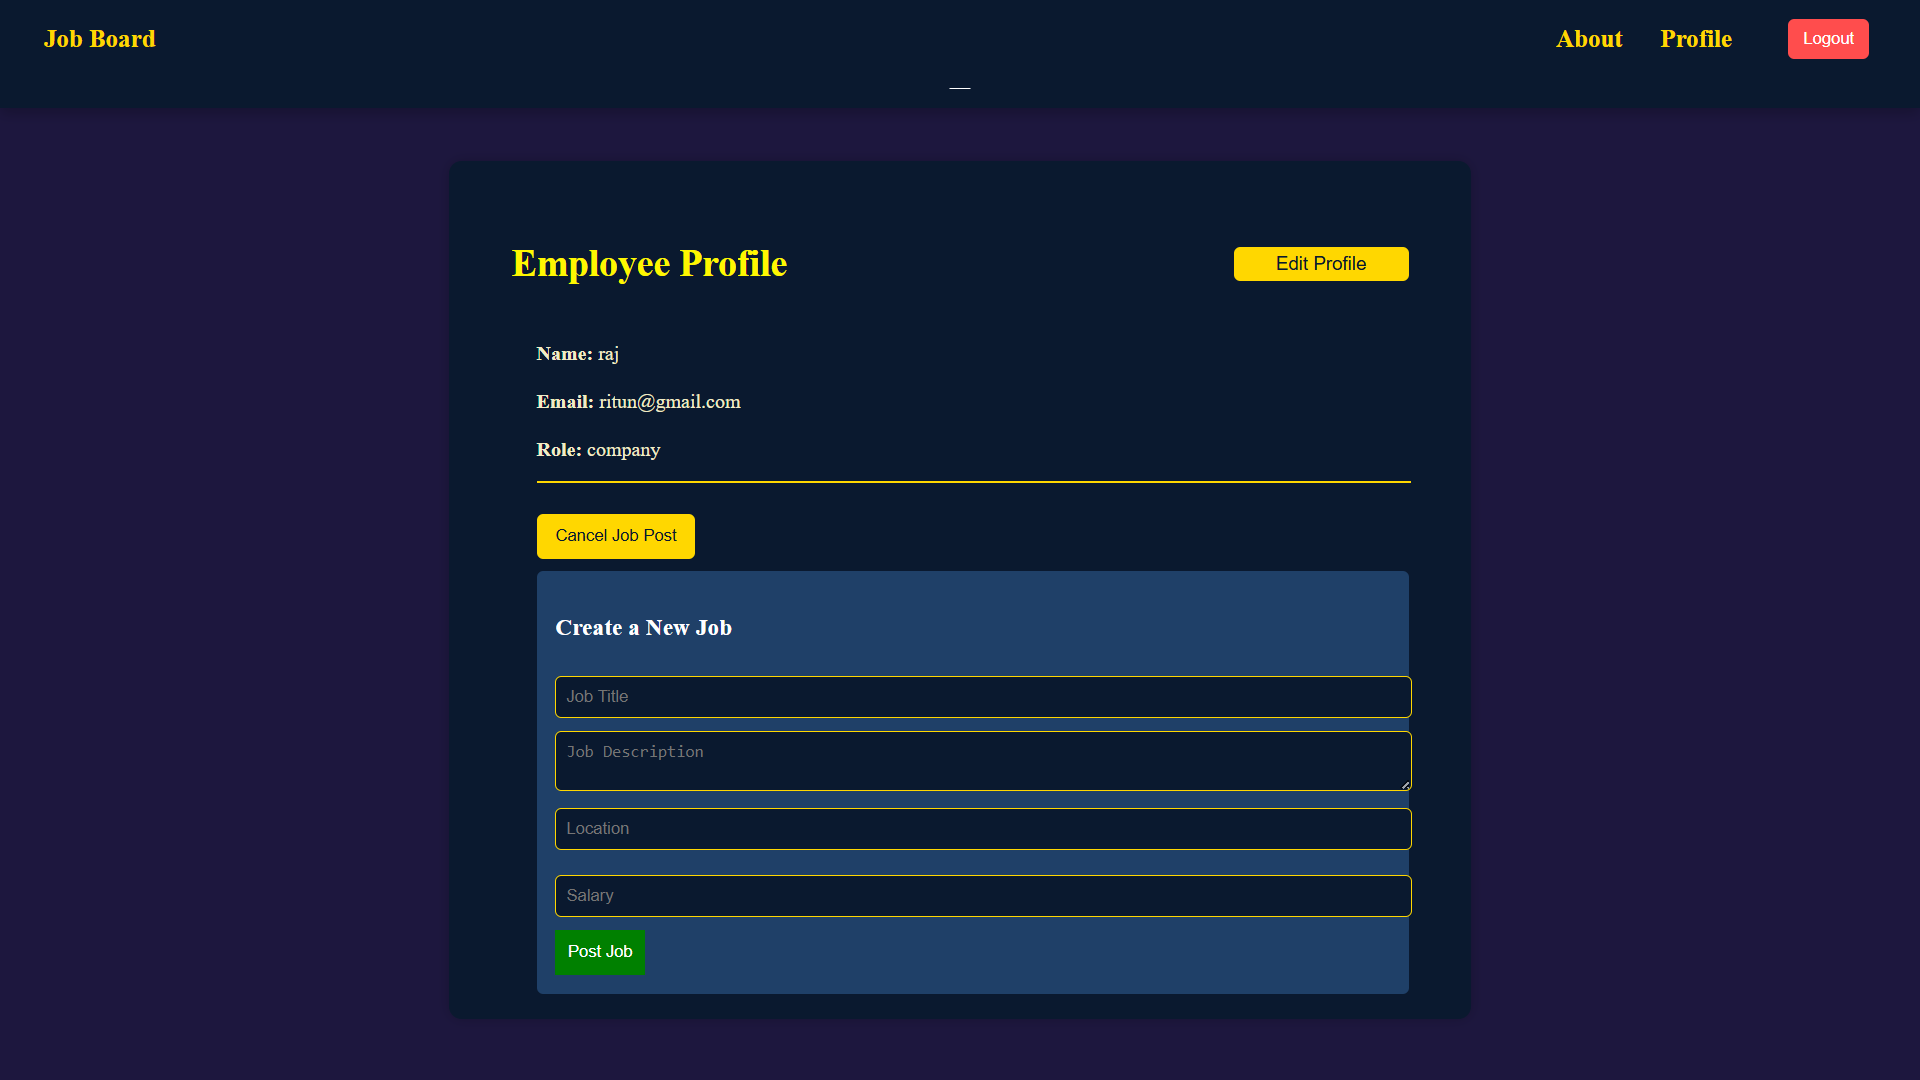 Job Board
About
Profile
Logout
Employee Profile
Edit Profile
Name: raj
Email: ritun@gmail.com
Role: company
Cancel Job Post
Create a New Job
Job Title
Job Description
Location
Salary
Post Job